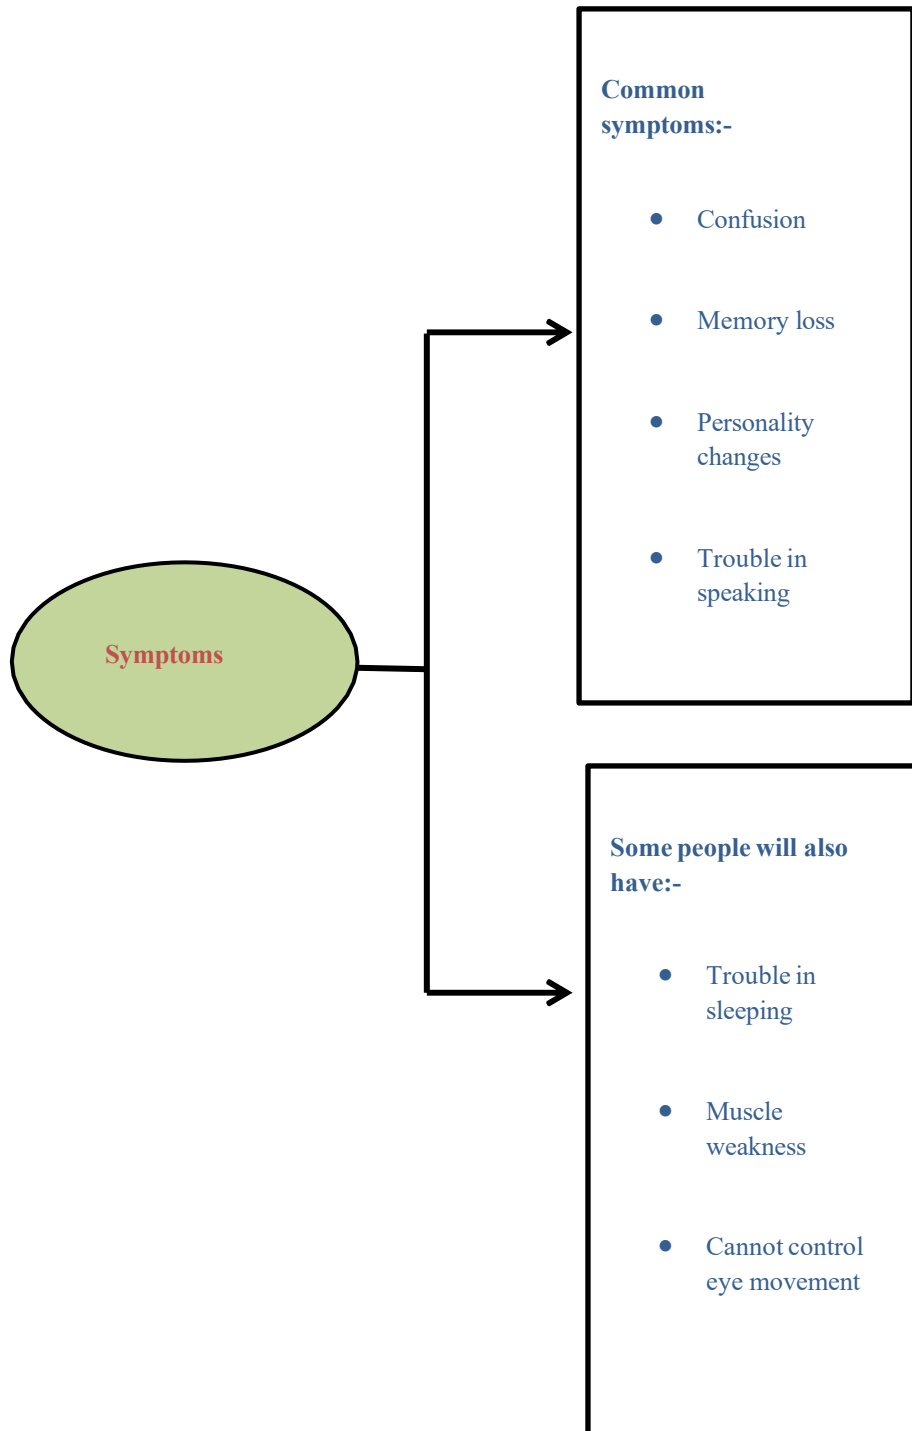 Symptoms
Common
symptoms:-
● Confusion
● Memory loss
● Personality
changes
● Trouble in
speaking
Some people will also
have:-
● Trouble in
sleeping
● Muscle
weakness
● Cannot control
eye movement